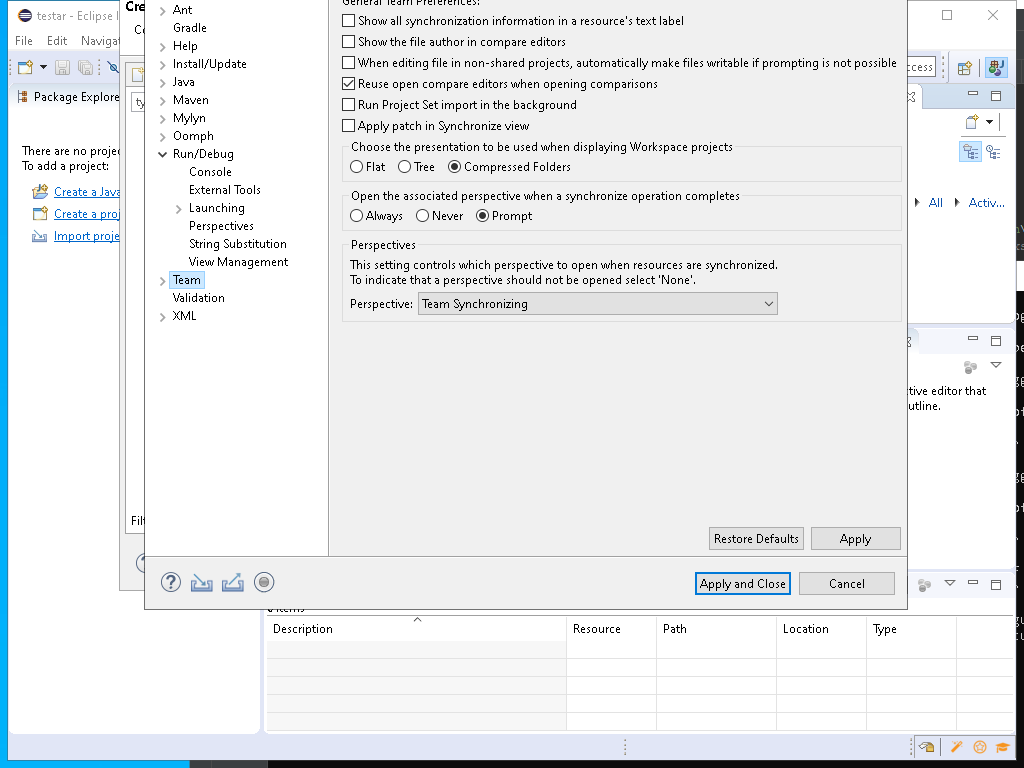 testar - Eclipse I
File Edit Navigat
Package Explore
There are no projec
To add a project:
Create a Java
Create a proj
Import proje
Cre
Ant
Gradle
Help
Install/Update
Java
Maven
Mylyn
Oomph
Run/Debug
Console
External Tools
Launching
Perspectives
String Substitution
View Management
Team
Validation
XML
General Team Preferences:
Show all synchronization information in a resource's text label
Show the file author in compare editors
When editing file in non-shared projects, automatically make files writable if prompting is not possible
Reuse open compare editors when opening comparisons
Run Project Set import in the background
Apply patch in Synchronize view
Choose the presentation to be used when displaying Workspace projects
Flat Tree Compressed Folders
Open the associated perspective when a synchronize operation completes
Always Never Prompt
Perspectives
This setting controls which perspective to open when resources are synchronized.
To indicate that a perspective should not be opened select 'None'.
Perspective: Team Synchronizing
Restore Defaults Apply
Apply and Close Cancel
ccess
All Activ...
tive editor that
utline.
Filt
Description Resource Path Location Type